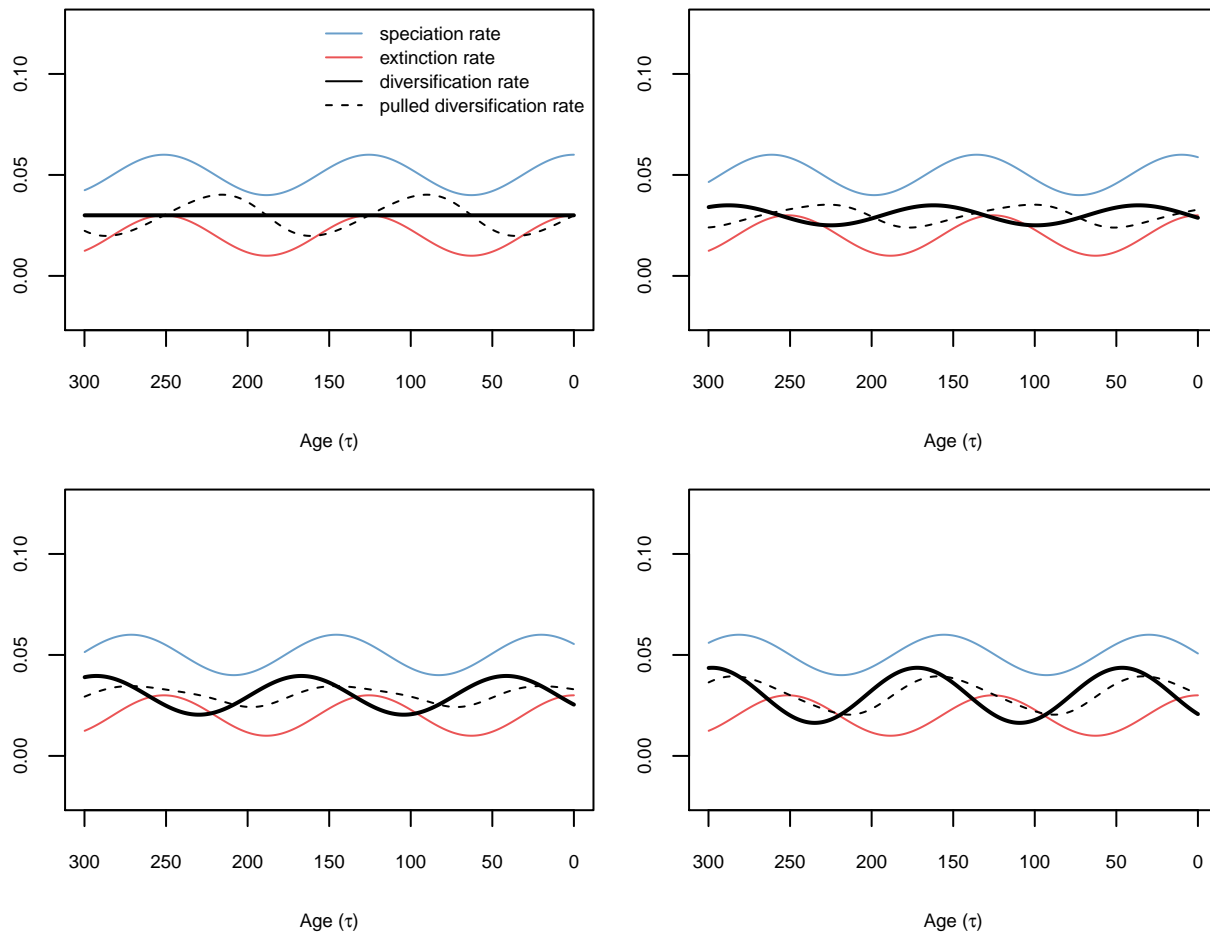 speciation rate
extinction rate
diversification rate
pulled diversification rate
0.10
0.05
0.00
300 250 200 150 100 50 0
Age (τ)
0.10
0.05
0.00
300 250 200 150 100 50 0
Age (τ)
0.10
0.05
0.00
300 250 200 150 100 50 0
Age (τ)
0.10
0.05
0.00
300 250 200 150 100 50 0
Age (τ)